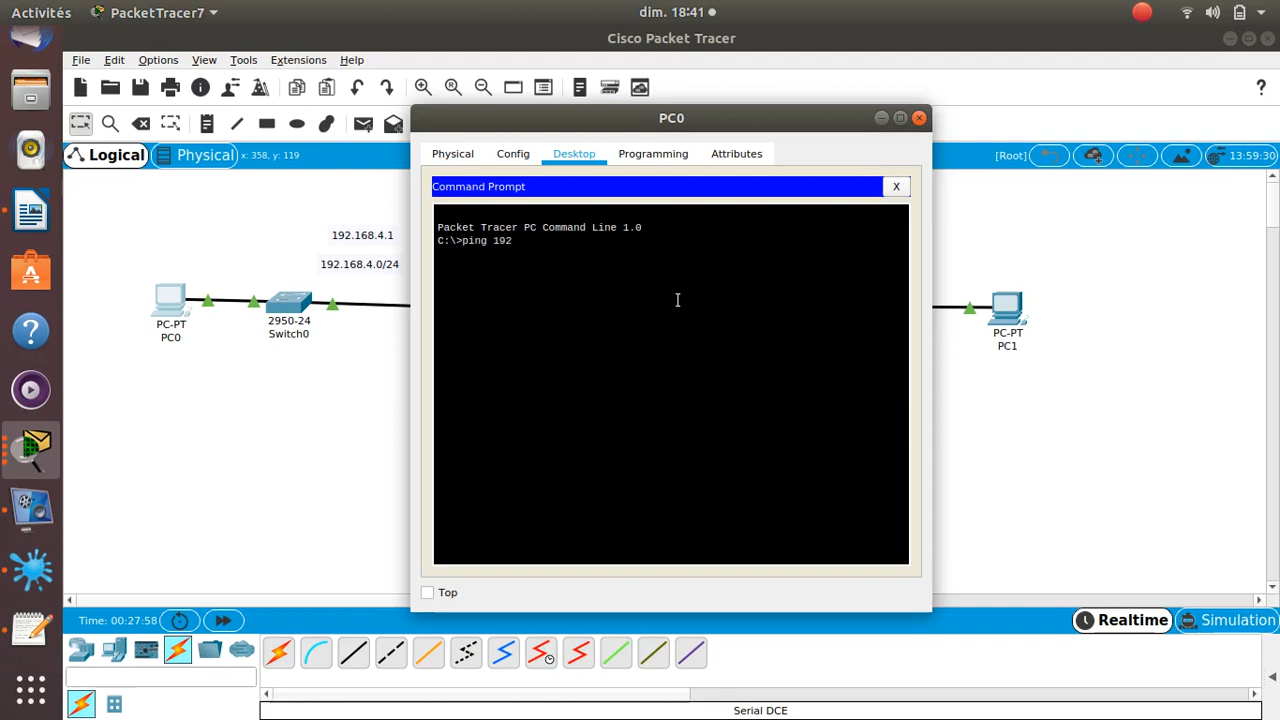 Activités PacketTracer7 dim. 18:41
Cisco Packet Tracer
File Edit Options View Tools Extensions Help
?
PC0
Logical Physical x: 358, y: 119 [Root] 13:59:30
Physical Config Desktop Programming Attributes
Command Prompt X
Packet Tracer PC Command Line 1.0
C:\>ping 192
192.168.4.1
192.168.4.0/24
PC-PT
PC0
2950-24
Switch0
PC-PT
PC1
Top
Time: 00:27:58 Realtime Simulation
Serial DCE